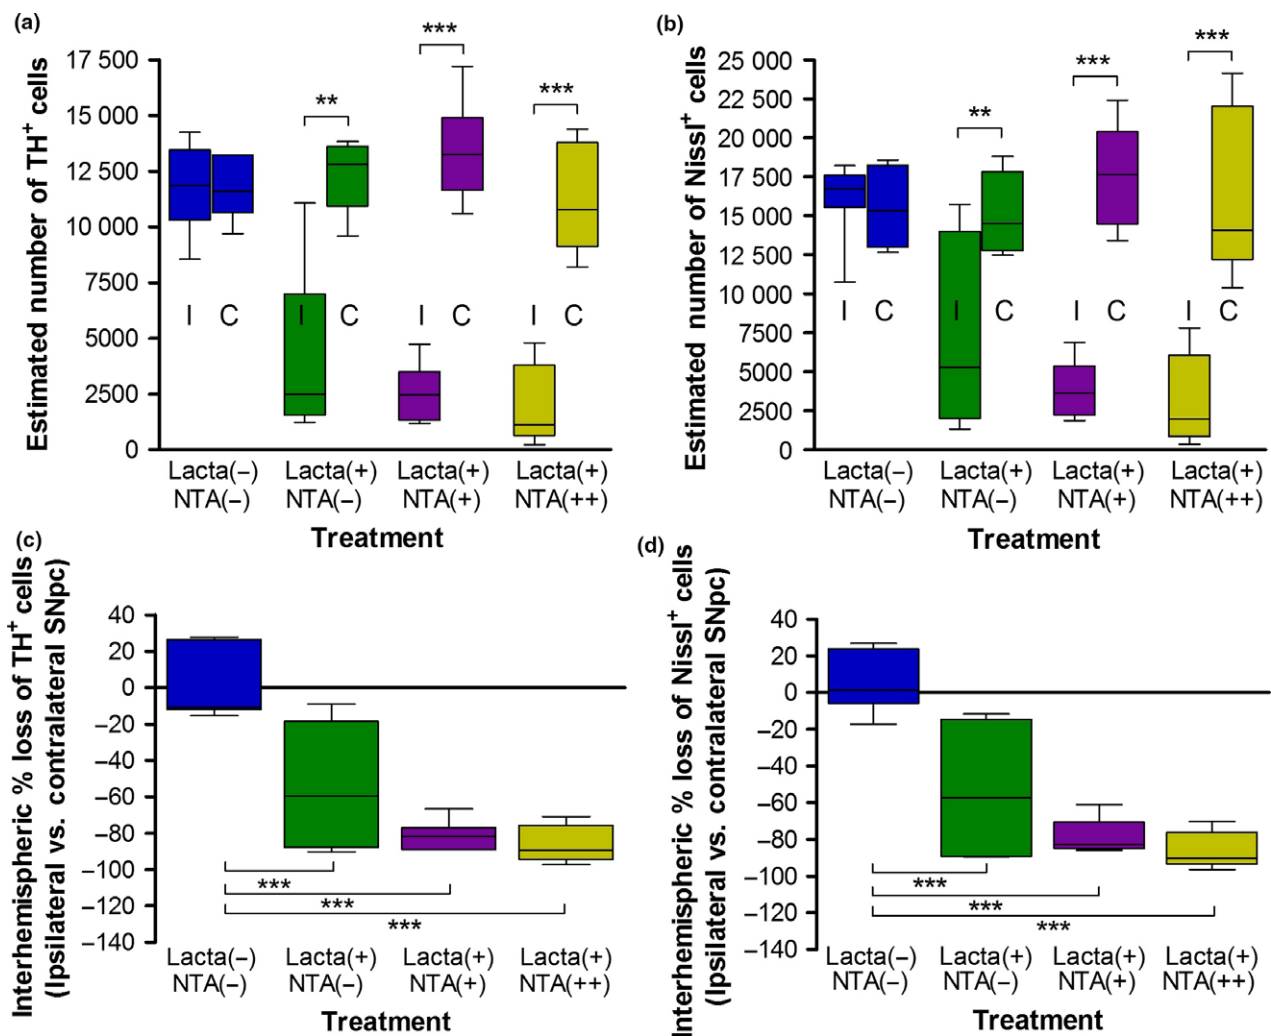 (a)
Estimated number of TH⁺ cells
17 500
15 000
12 500
10 000
7500
5000
2500
0
**
***
***
I C I C I C I C
Lacta(−) Lacta(+) Lacta(+) Lacta(+)
NTA(−) NTA(−) NTA(+) NTA(++)
Treatment
(b)
Estimated number of Nissl⁺ cells
25 000
22 500
20 000
17 500
15 000
12 500
10 000
7500
5000
2500
0
**
***
***
I C I C I C I C
Lacta(−) Lacta(+) Lacta(+) Lacta(+)
NTA(−) NTA(−) NTA(+) NTA(++)
Treatment
(c)
Interhemispheric % loss of TH⁺ cells
(Ipsilateral vs. contralateral SNpc)
40
20
0
−20
−40
−60
−80
−100
−120
−140
***
***
***
Lacta(−) Lacta(+) Lacta(+) Lacta(+)
NTA(−) NTA(−) NTA(+) NTA(++)
Treatment
(d)
Interhemispheric % loss of Nissl⁺ cells
(Ipsilateral vs. contralateral SNpc)
40
20
0
−20
−40
−60
−80
−100
−120
−140
***
***
***
Lacta(−) Lacta(+) Lacta(+) Lacta(+)
NTA(−) NTA(−) NTA(+) NTA(++)
Treatment